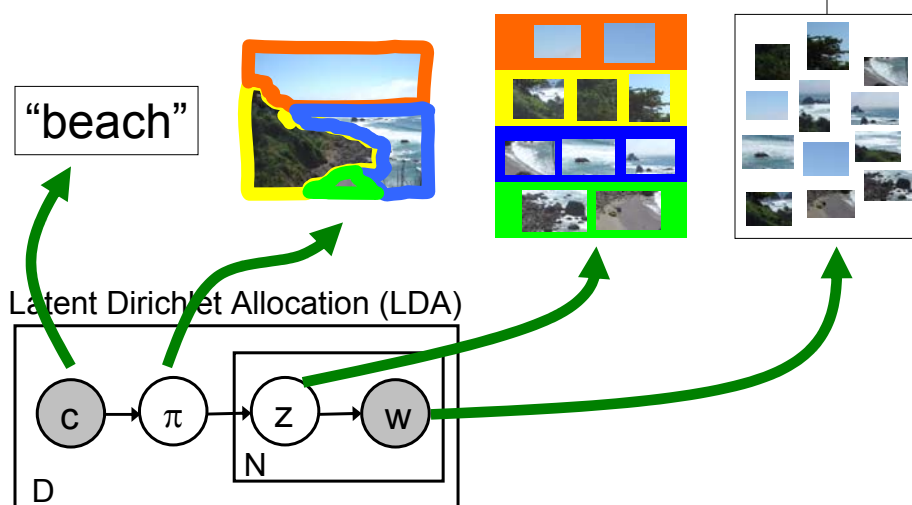 “beach”
Latent Dirichlet Allocation (LDA)
c
π
z
w
N
D